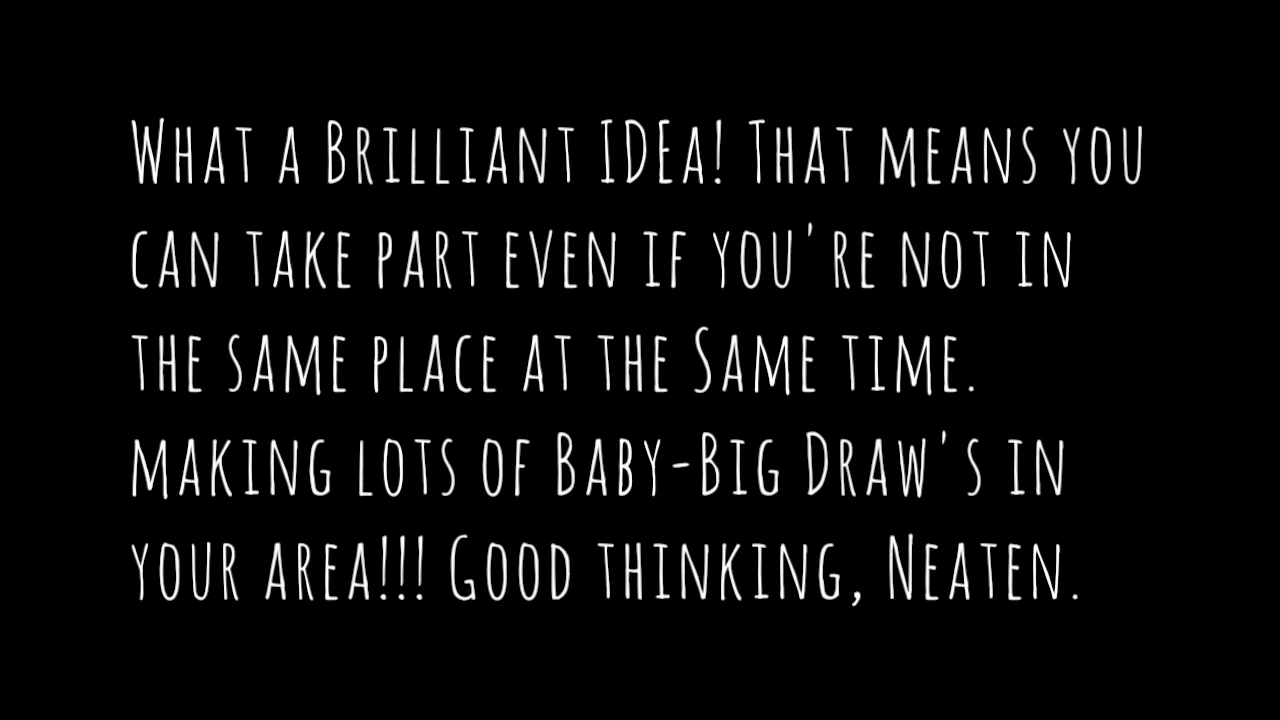 What a Brilliant IDEa! That means you
can take part even if you're not in
the same place at the Same time.
making lots of Baby-Big Draw's in
your area!!! Good thinking, Neaten.